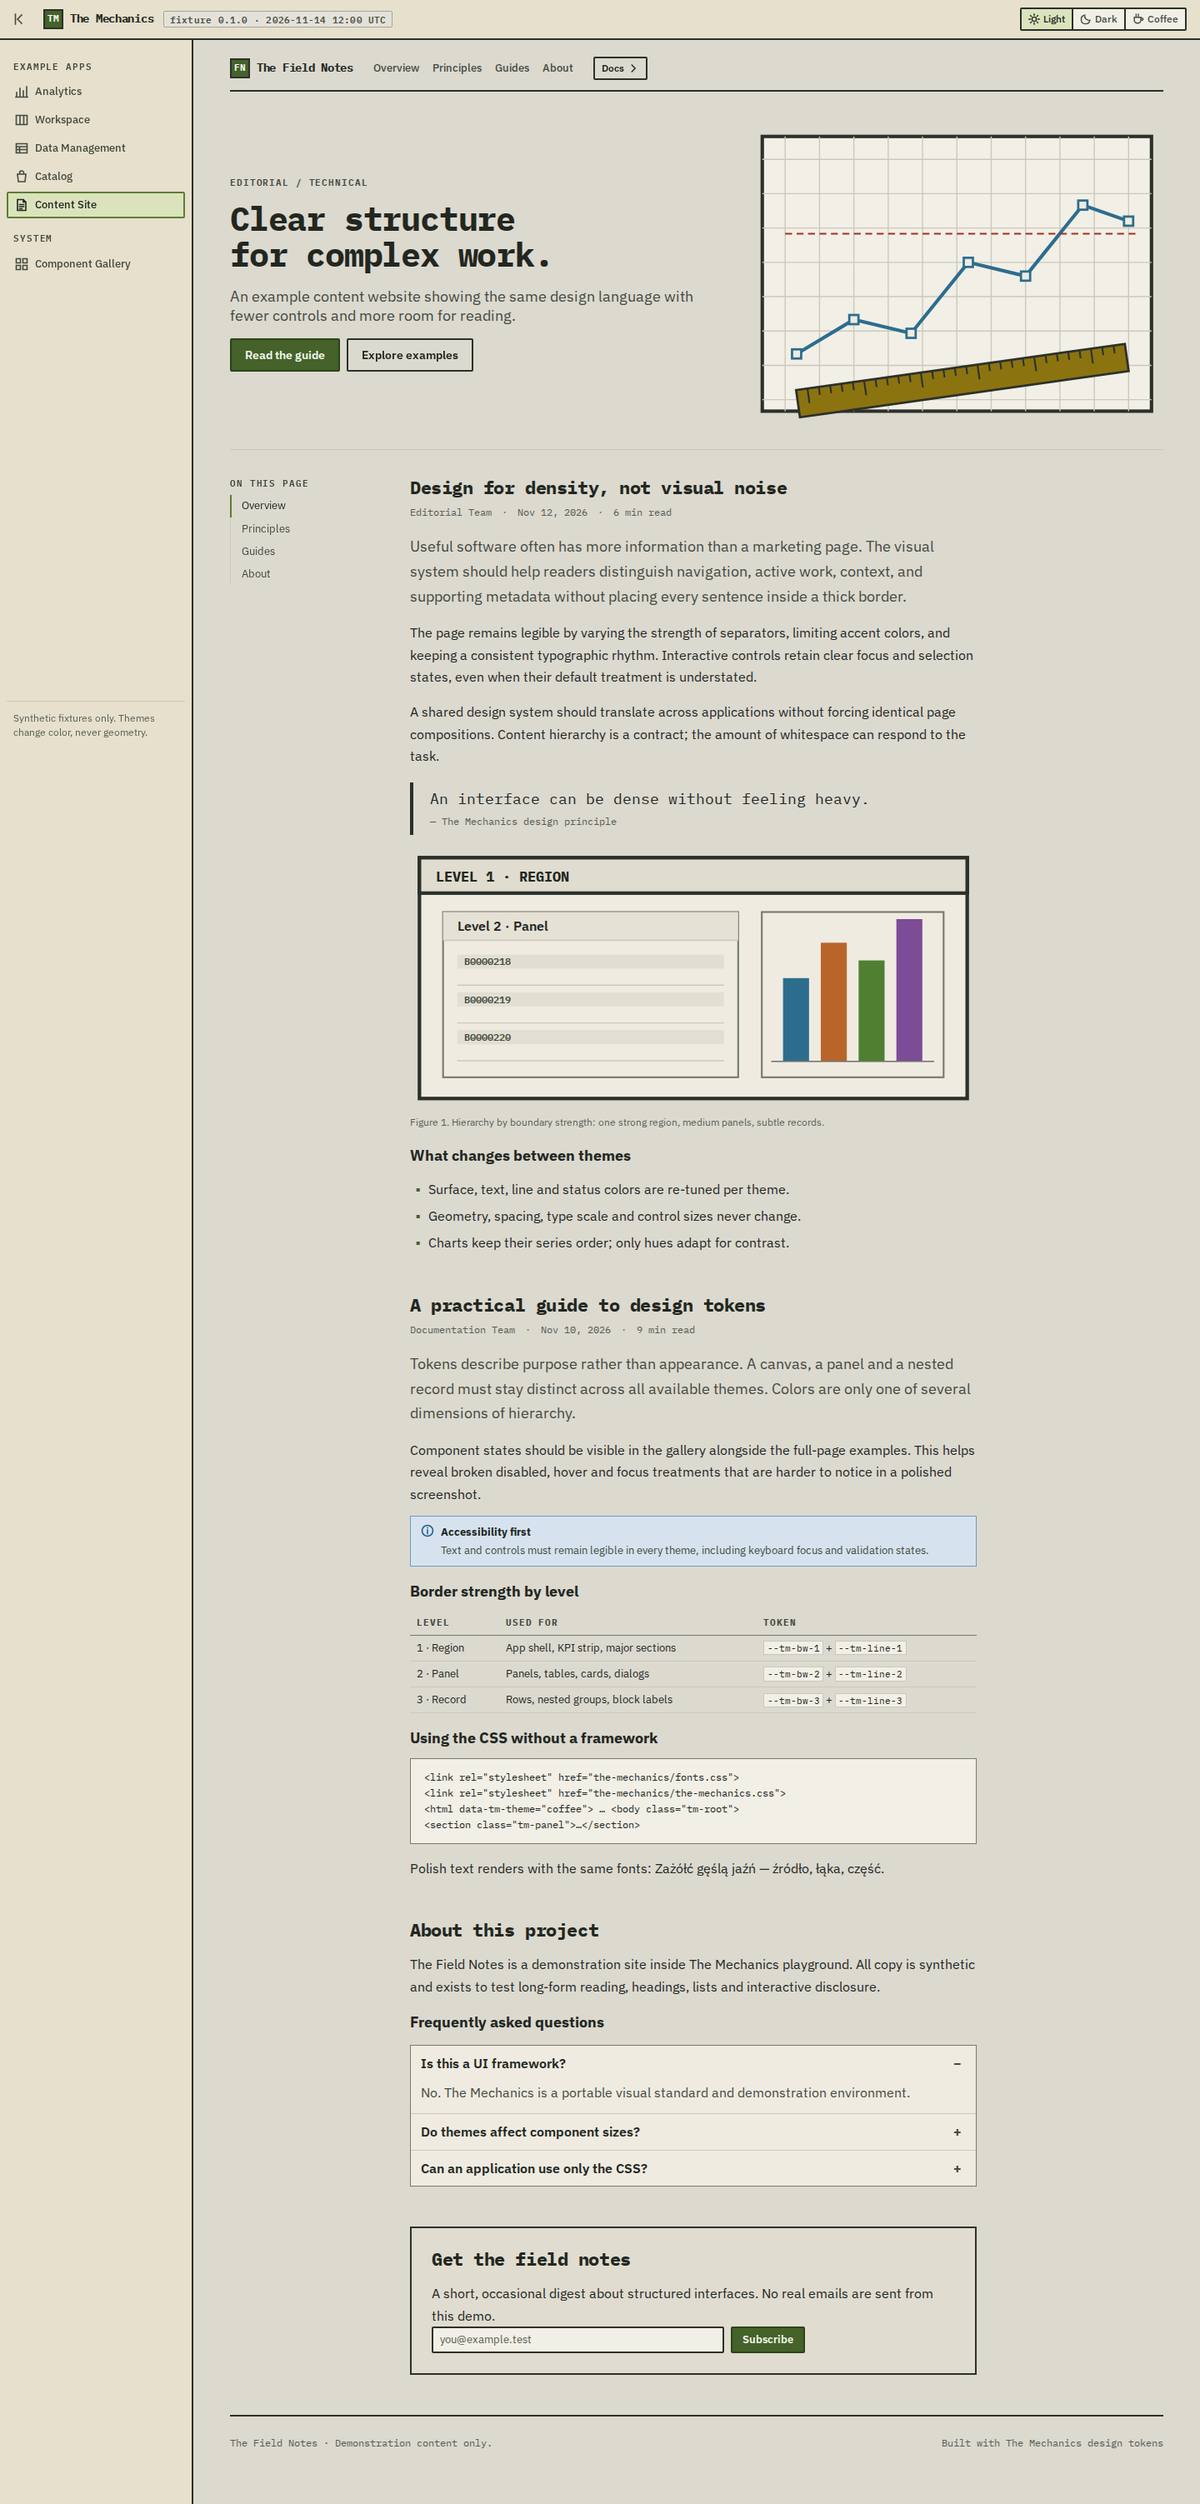 TM The Mechanics fixture 0.1.0 · 2026-11-14 12:00 UTC Light Dark Coffee
EXAMPLE APPS
Analytics
Workspace
Data Management
Catalog
Content Site
SYSTEM
Component Gallery
Synthetic fixtures only. Themes
change color, never geometry.
FN The Field Notes Overview Principles Guides About Docs
EDITORIAL / TECHNICAL
Clear structure
for complex work.
An example content website showing the same design language with
fewer controls and more room for reading.
Read the guide Explore examples
ON THIS PAGE
Overview
Principles
Guides
About
Design for density, not visual noise
Editorial Team · Nov 12, 2026 · 6 min read
Useful software often has more information than a marketing page. The visual
system should help readers distinguish navigation, active work, context, and
supporting metadata without placing every sentence inside a thick border.
The page remains legible by varying the strength of separators, limiting accent colors, and
keeping a consistent typographic rhythm. Interactive controls retain clear focus and selection
states, even when their default treatment is understated.
A shared design system should translate across applications without forcing identical page
compositions. Content hierarchy is a contract; the amount of whitespace can respond to the
task.
An interface can be dense without feeling heavy.
— The Mechanics design principle
LEVEL 1 · REGION
Level 2 · Panel
B0000218
B0000219
B0000220
Figure 1. Hierarchy by boundary strength: one strong region, medium panels, subtle records.
What changes between themes
▪ Surface, text, line and status colors are re-tuned per theme.
▪ Geometry, spacing, type scale and control sizes never change.
▪ Charts keep their series order; only hues adapt for contrast.
A practical guide to design tokens
Documentation Team · Nov 10, 2026 · 9 min read
Tokens describe purpose rather than appearance. A canvas, a panel and a nested
record must stay distinct across all available themes. Colors are only one of several
dimensions of hierarchy.
Component states should be visible in the gallery alongside the full-page examples. This helps
reveal broken disabled, hover and focus treatments that are harder to notice in a polished
screenshot.
Accessibility first
Text and controls must remain legible in every theme, including keyboard focus and validation states.
Border strength by level
LEVEL USED FOR TOKEN
1 · Region App shell, KPI strip, major sections --tm-bw-1 + --tm-line-1
2 · Panel Panels, tables, cards, dialogs --tm-bw-2 + --tm-line-2
3 · Record Rows, nested groups, block labels --tm-bw-3 + --tm-line-3
Using the CSS without a framework
<link rel="stylesheet" href="the-mechanics/fonts.css">
<link rel="stylesheet" href="the-mechanics/the-mechanics.css">
<html data-tm-theme="coffee"> … <body class="tm-root">
<section class="tm-panel">…</section>
Polish text renders with the same fonts: Zażółć gęślą jaźń — źródło, łąka, część.
About this project
The Field Notes is a demonstration site inside The Mechanics playground. All copy is synthetic
and exists to test long-form reading, headings, lists and interactive disclosure.
Frequently asked questions
Is this a UI framework? −
No. The Mechanics is a portable visual standard and demonstration environment.
Do themes affect component sizes? +
Can an application use only the CSS? +
Get the field notes
A short, occasional digest about structured interfaces. No real emails are sent from
this demo.
you@example.test Subscribe
The Field Notes · Demonstration content only. Built with The Mechanics design tokens